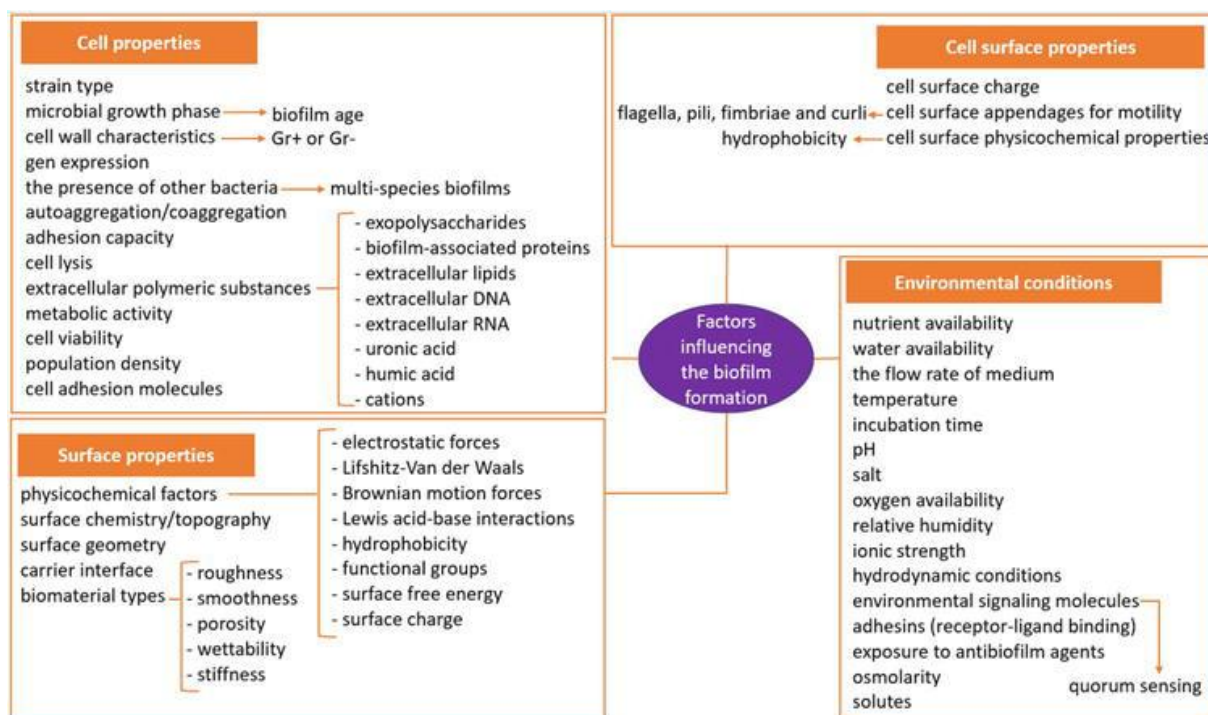 Cell properties
strain type
microbial growth phase
biofilm age
cell wall characteristics
Gr+ or Gr-
gen expression
the presence of other bacteria
multi-species biofilms
autoaggregation/coaggregation
adhesion capacity
cell lysis
extracellular polymeric substances
metabolic activity
cell viability
population density
cell adhesion molecules
- exopolysaccharides
- biofilm-associated proteins
- extracellular lipids
- extracellular DNA
- extracellular RNA
- uronic acid
- humic acid
- cations
Cell surface properties
cell surface charge
flagella, pili, fimbriae and curli
cell surface appendages for motility
hydrophobicity
cell surface physicochemical properties
Factors
influencing
the biofilm
formation
Surface properties
physicochemical factors
surface chemistry/topography
surface geometry
carrier interface
biomaterial types
- roughness
- smoothness
- porosity
- wettability
- stiffness
- electrostatic forces
- Lifshitz-Van der Waals
- Brownian motion forces
- Lewis acid-base interactions
- hydrophobicity
- functional groups
- surface free energy
- surface charge
Environmental conditions
nutrient availability
water availability
the flow rate of medium
temperature
incubation time
pH
salt
oxygen availability
relative humidity
ionic strength
hydrodynamic conditions
environmental signaling molecules
adhesins (receptor-ligand binding)
exposure to antibiofilm agents
osmolarity
solutes
quorum sensing